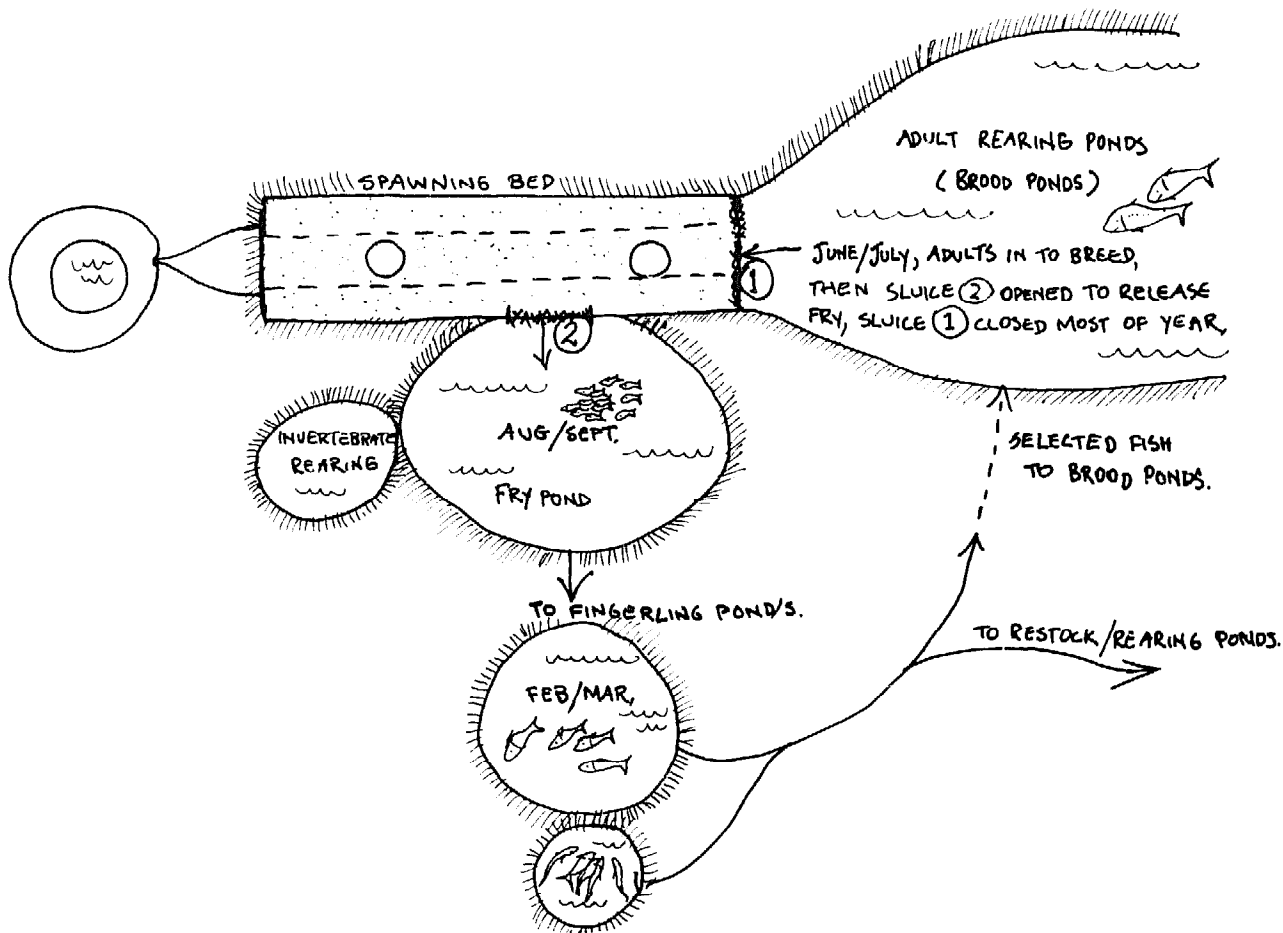 SPAWNING BED
ADULT REARING PONDS
(BROOD PONDS)
JUNE/JULY, ADULTS IN TO BREED,
THEN SLUICE ② OPENED TO RELEASE
FRY, SLUICE ① CLOSED MOST OF YEAR,
①
②
INVERTEBRATE
REARING
AUG/SEPT.
FRY POND
SELECTED FISH
TO BROOD PONDS.
TO FINGERLING POND/S.
TO RESTOCK/REARING PONDS.
FEB/MAR,